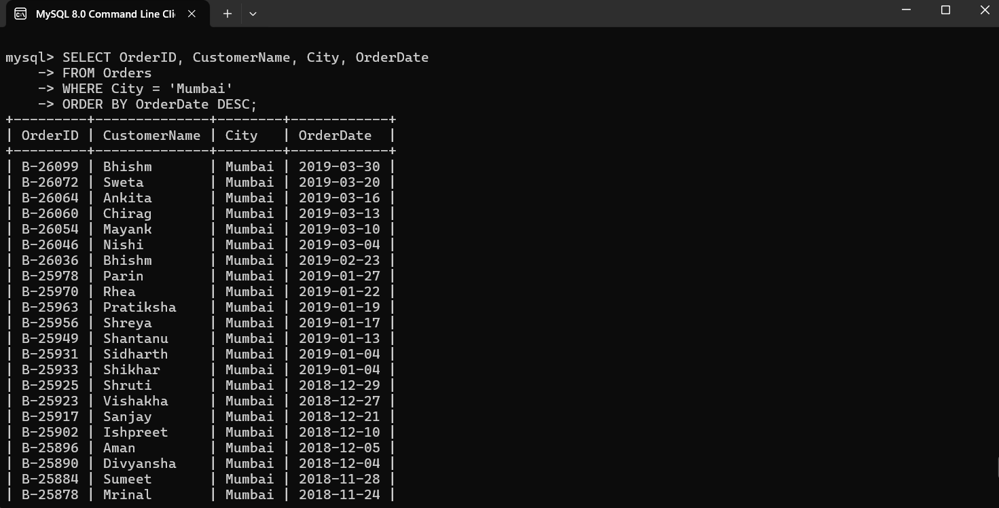 MySQL 8.0 Command Line Cli
mysql> SELECT OrderID, CustomerName, City, OrderDate
    -> FROM Orders
    -> WHERE City = 'Mumbai'
    -> ORDER BY OrderDate DESC;
+---------+--------------+--------+------------+
| OrderID | CustomerName | City   | OrderDate  |
+---------+--------------+--------+------------+
| B-26099 | Bhishm       | Mumbai | 2019-03-30 |
| B-26072 | Sweta        | Mumbai | 2019-03-20 |
| B-26064 | Ankita       | Mumbai | 2019-03-16 |
| B-26060 | Chirag       | Mumbai | 2019-03-13 |
| B-26054 | Mayank       | Mumbai | 2019-03-10 |
| B-26046 | Nishi        | Mumbai | 2019-03-04 |
| B-26036 | Bhishm       | Mumbai | 2019-02-23 |
| B-25978 | Parin        | Mumbai | 2019-01-27 |
| B-25970 | Rhea         | Mumbai | 2019-01-22 |
| B-25963 | Pratiksha    | Mumbai | 2019-01-19 |
| B-25956 | Shreya       | Mumbai | 2019-01-17 |
| B-25949 | Shantanu     | Mumbai | 2019-01-13 |
| B-25931 | Sidharth     | Mumbai | 2019-01-04 |
| B-25933 | Shikhar      | Mumbai | 2019-01-04 |
| B-25925 | Shruti       | Mumbai | 2018-12-29 |
| B-25923 | Vishakha     | Mumbai | 2018-12-27 |
| B-25917 | Sanjay       | Mumbai | 2018-12-21 |
| B-25902 | Ishpreet     | Mumbai | 2018-12-10 |
| B-25896 | Aman         | Mumbai | 2018-12-05 |
| B-25890 | Divyansha    | Mumbai | 2018-12-04 |
| B-25884 | Sumeet       | Mumbai | 2018-11-28 |
| B-25878 | Mrinal       | Mumbai | 2018-11-24 |